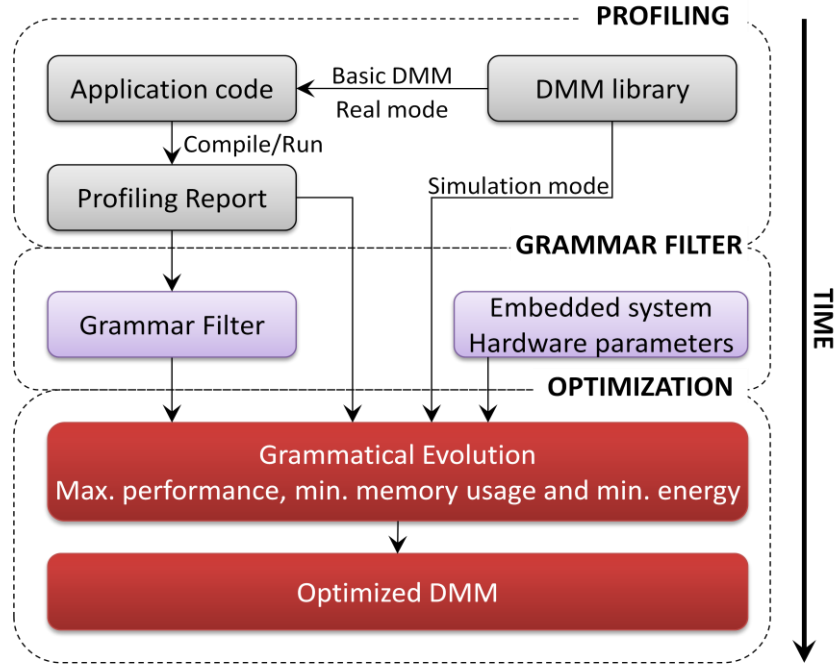 PROFILING
Application code
Basic DMM
Real mode
DMM library
Compile/Run
Profiling Report
Simulation mode
GRAMMAR FILTER
Grammar Filter
Embedded system
Hardware parameters
TIME
OPTIMIZATION
Grammatical Evolution
Max. performance, min. memory usage and min. energy
Optimized DMM